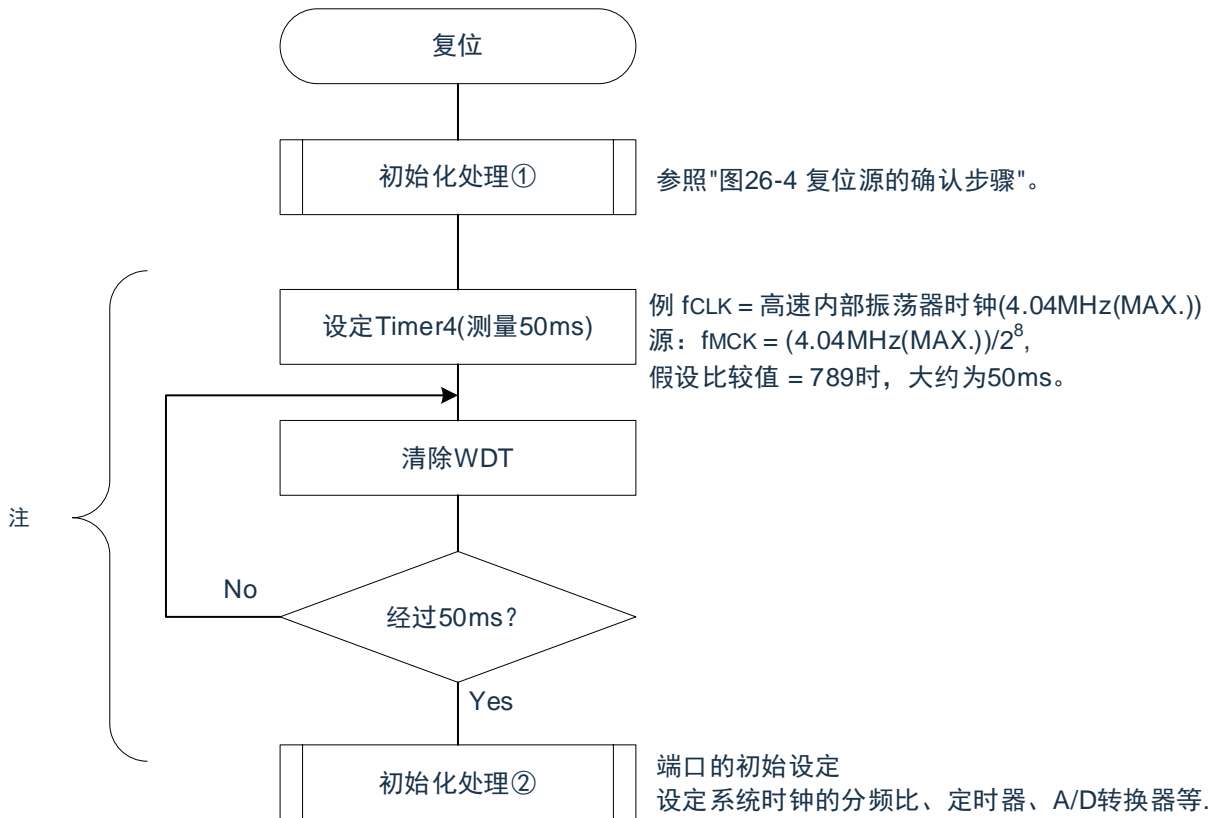 复位
初始化处理①
参照"图26-4 复位源的确认步骤"。
设定Timer4(测量50ms)
例 fCLK = 高速内部振荡器时钟(4.04MHz(MAX.))
源：fMCK = (4.04MHz(MAX.))/2⁸,
假设比较值 = 789时，大约为50ms。
清除WDT
注
No
经过50ms？
Yes
初始化处理②
端口的初始设定
设定系统时钟的分频比、定时器、A/D转换器等.